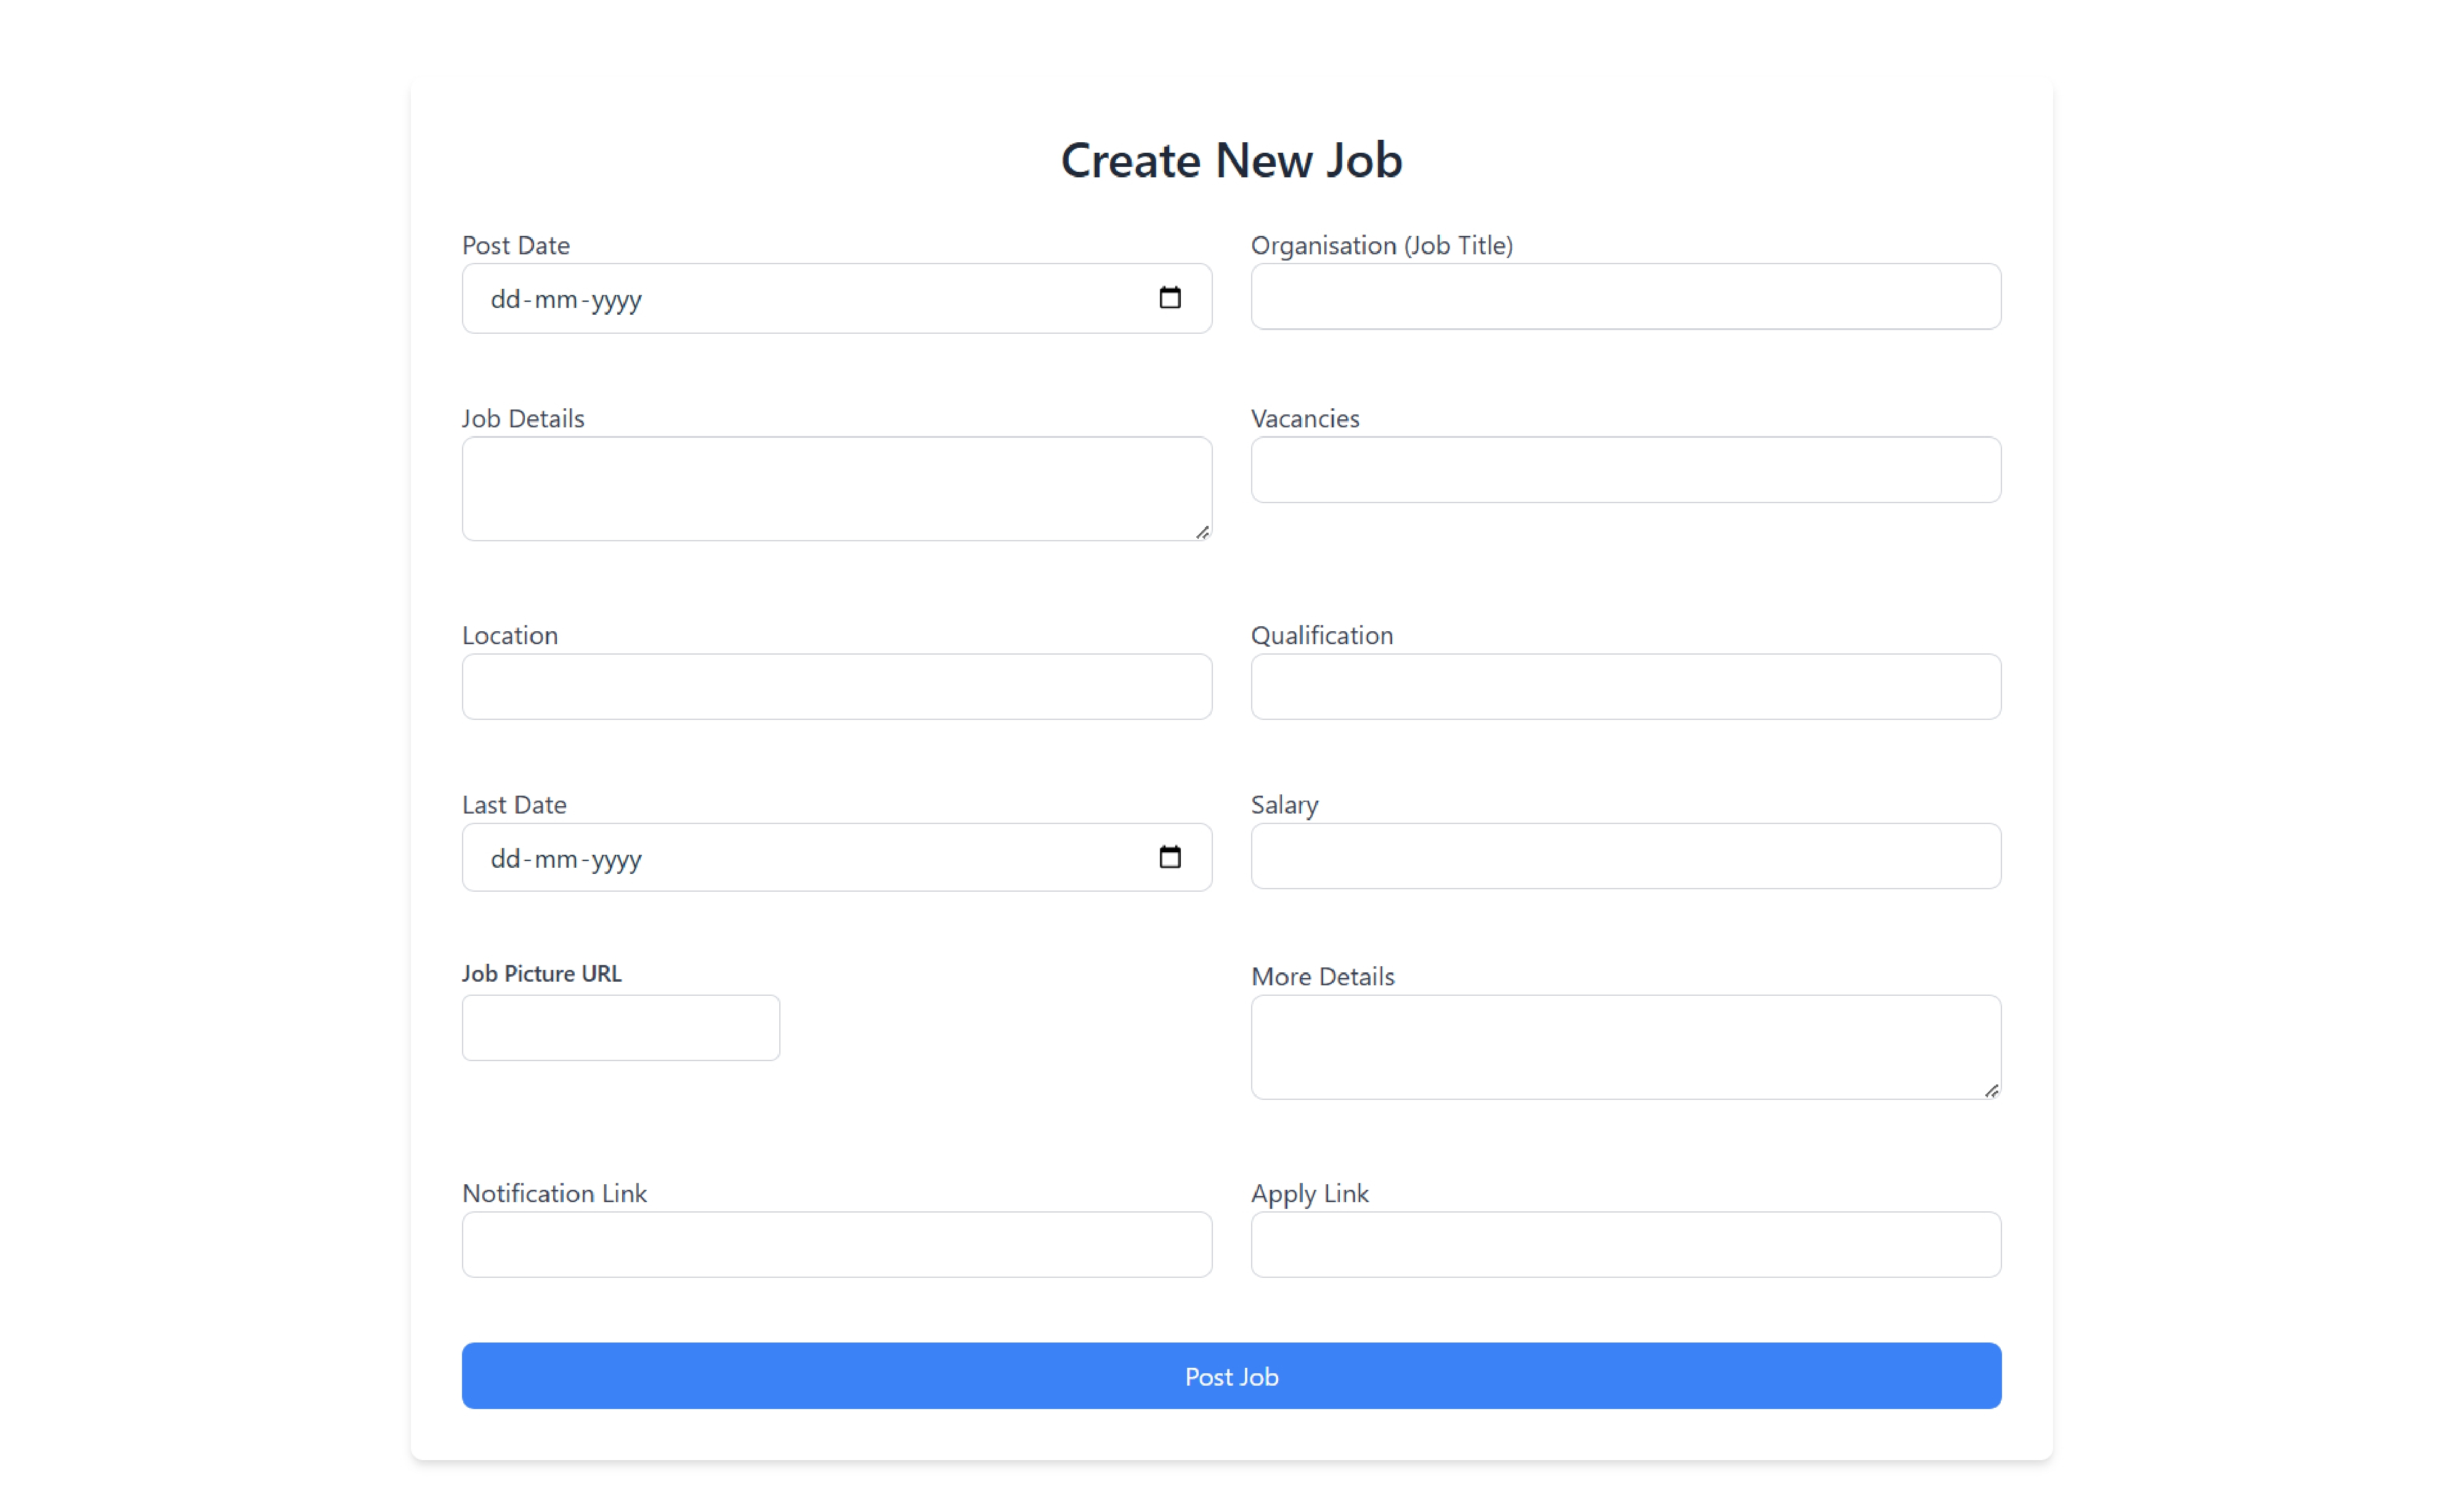 Create New Job
Post Date
Organisation (Job Title)
dd-mm-yyyy
Job Details
Vacancies
Location
Qualification
Last Date
Salary
dd-mm-yyyy
Job Picture URL
More Details
Notification Link
Apply Link
Post Job